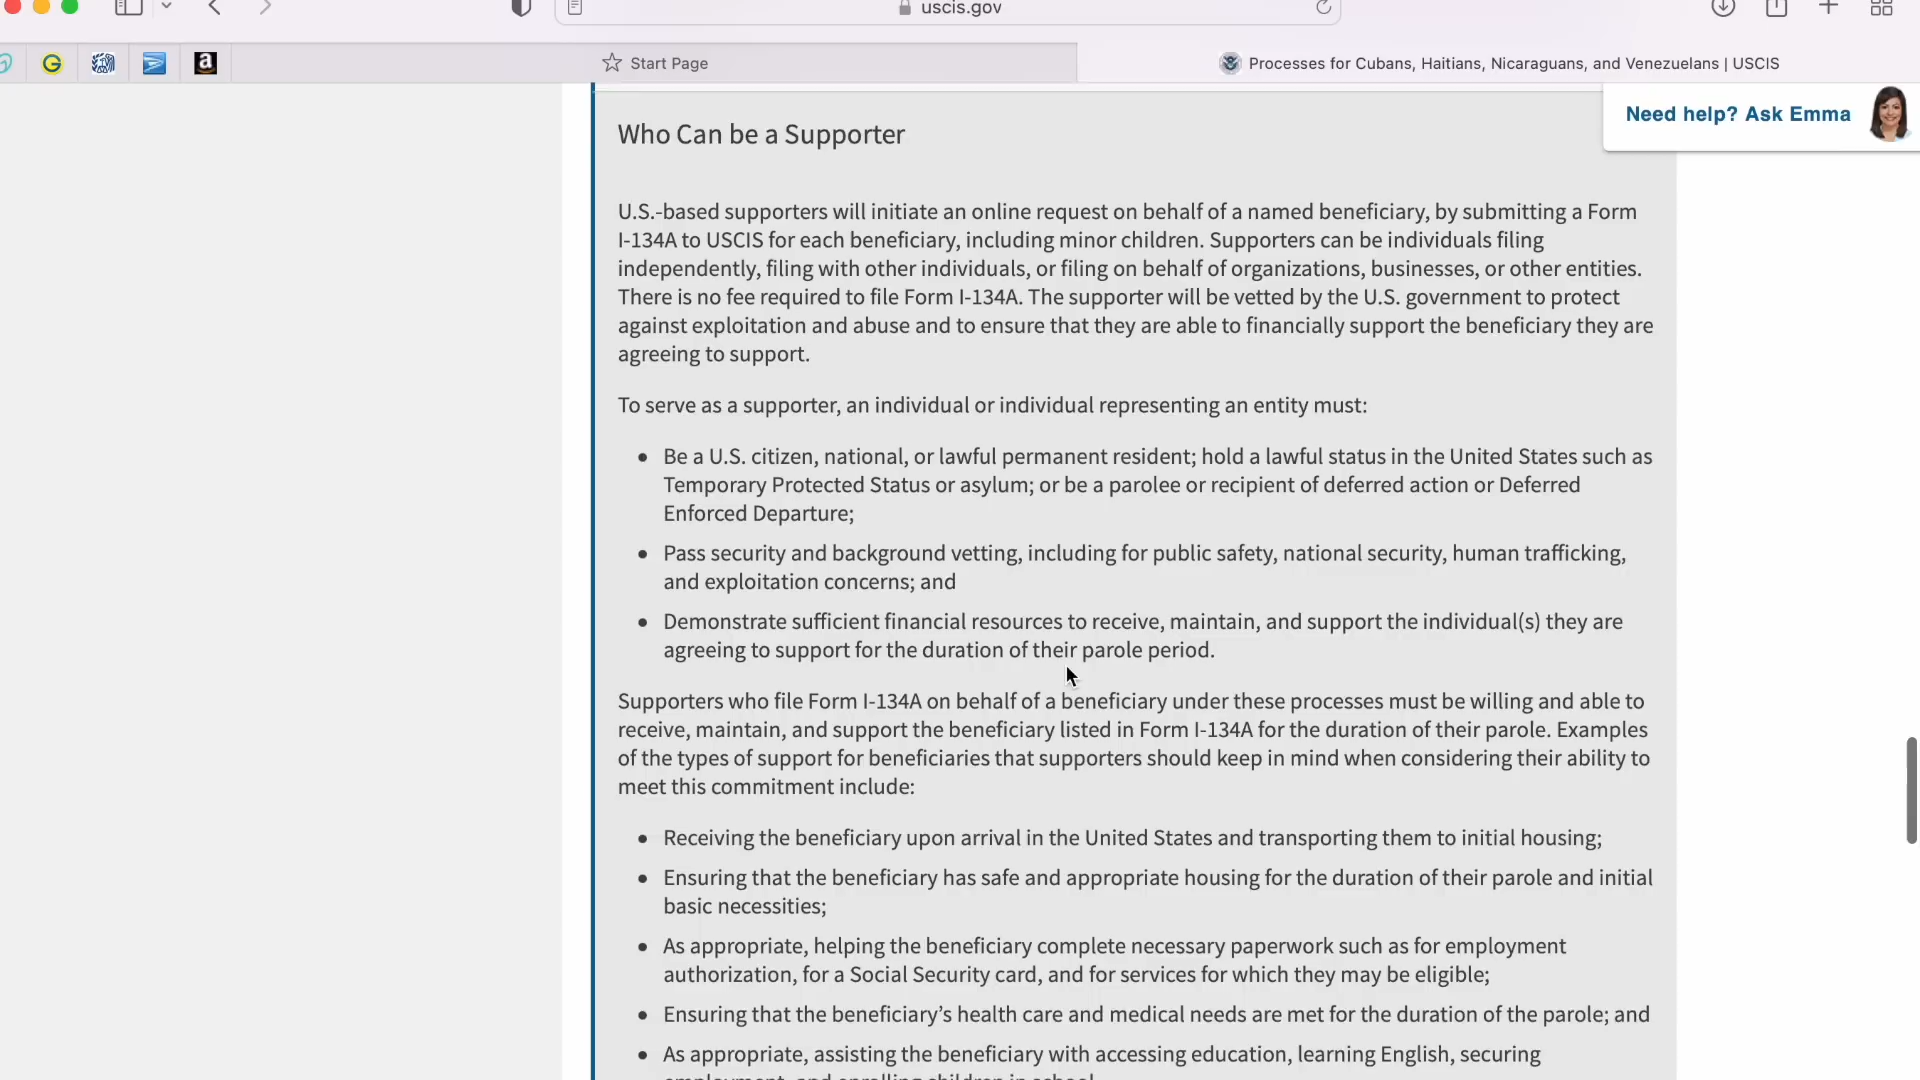 uscis.gov
Start Page
Processes for Cubans, Haitians, Nicaraguans, and Venezuelans | USCIS
Need help? Ask Emma
Who Can be a Supporter
U.S.-based supporters will initiate an online request on behalf of a named beneficiary, by submitting a Form
I-134A to USCIS for each beneficiary, including minor children. Supporters can be individuals filing
independently, filing with other individuals, or filing on behalf of organizations, businesses, or other entities.
There is no fee required to file Form I-134A. The supporter will be vetted by the U.S. government to protect
against exploitation and abuse and to ensure that they are able to financially support the beneficiary they are
agreeing to support.
To serve as a supporter, an individual or individual representing an entity must:
• Be a U.S. citizen, national, or lawful permanent resident; hold a lawful status in the United States such as
Temporary Protected Status or asylum; or be a parolee or recipient of deferred action or Deferred
Enforced Departure;
• Pass security and background vetting, including for public safety, national security, human trafficking,
and exploitation concerns; and
• Demonstrate sufficient financial resources to receive, maintain, and support the individual(s) they are
agreeing to support for the duration of their parole period.
Supporters who file Form I-134A on behalf of a beneficiary under these processes must be willing and able to
receive, maintain, and support the beneficiary listed in Form I-134A for the duration of their parole. Examples
of the types of support for beneficiaries that supporters should keep in mind when considering their ability to
meet this commitment include:
• Receiving the beneficiary upon arrival in the United States and transporting them to initial housing;
• Ensuring that the beneficiary has safe and appropriate housing for the duration of their parole and initial
basic necessities;
• As appropriate, helping the beneficiary complete necessary paperwork such as for employment
authorization, for a Social Security card, and for services for which they may be eligible;
• Ensuring that the beneficiary’s health care and medical needs are met for the duration of the parole; and
• As appropriate, assisting the beneficiary with accessing education, learning English, securing
employment, and enrolling children in school